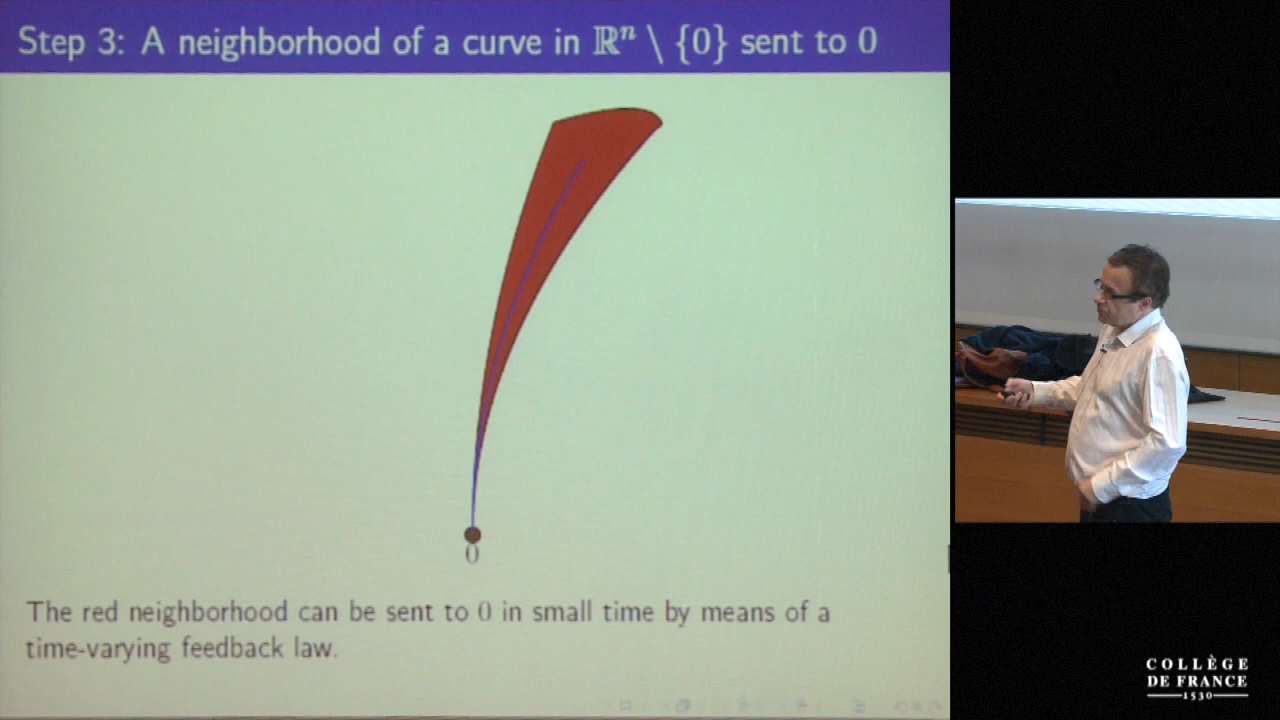 Step 3: A neighborhood of a curve in ℝⁿ \ {0} sent to 0
0
The red neighborhood can be sent to 0 in small time by means of a
time-varying feedback law.
COLLÈGE
DE FRANCE
1530